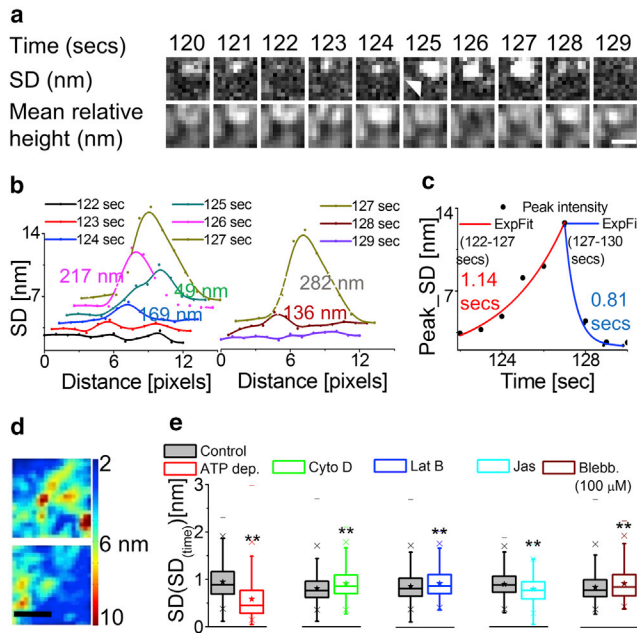 a
Time (secs) 120 121 122 123 124 125 126 127 128 129
SD (nm)
Mean relative
height (nm)
b
122 sec 125 sec 127 sec
123 sec 126 sec 128 sec
124 sec 127 sec 129 sec
SD [nm]
14
7
217 nm
49 nm
169 nm
282 nm
136 nm
0 6 12 0 6 12
Distance [pixels] Distance [pixels]
c
14
7
Peak_SD [nm]
Peak intensity
ExpFit ExpFi
(122-127 (127-130
secs) secs)
1.14
secs
0.81
secs
124 128
Time [sec]
d
2
6 nm
10
e
Control
ATP dep. Cyto D Lat B Jas Blebb.
(100 μM)
SD(SD(time))[nm]
3
2
1
0
** ** ** ** **